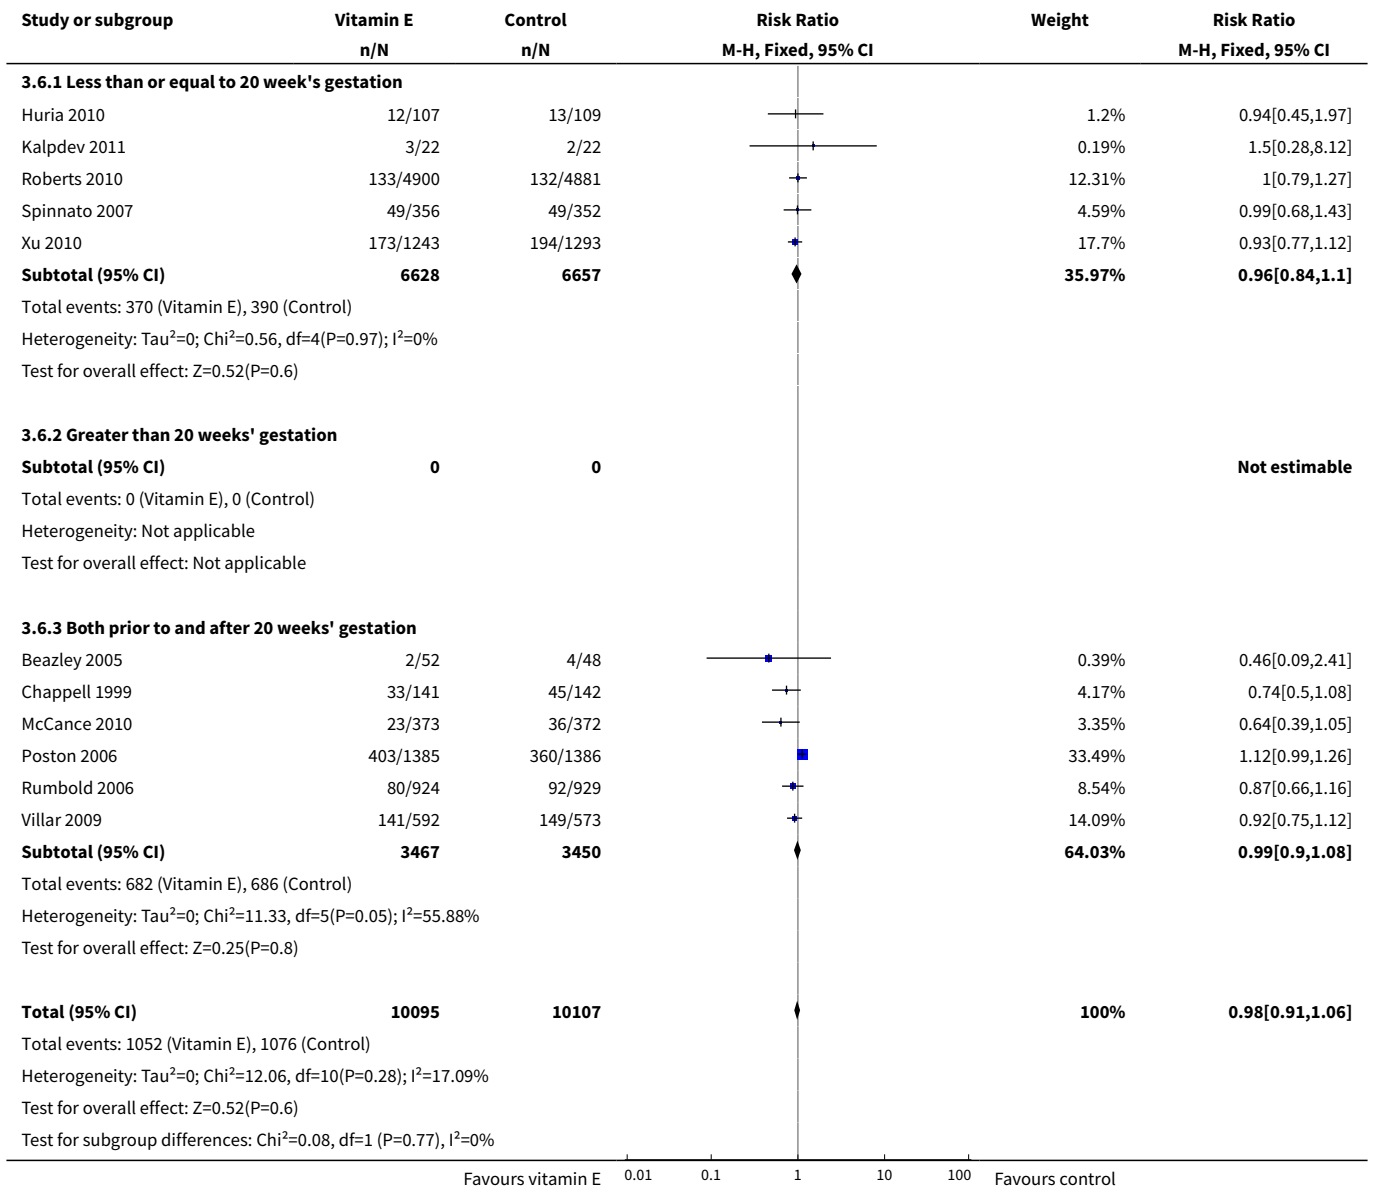 Study or subgroup Vitamin E Control Risk Ratio Weight Risk Ratio
n/N n/N M-H, Fixed, 95% CI M-H, Fixed, 95% CI
3.6.1 Less than or equal to 20 week's gestation
Huria 2010 12/107 13/109 1.2% 0.94[0.45,1.97]
Kalpdev 2011 3/22 2/22 0.19% 1.5[0.28,8.12]
Roberts 2010 133/4900 132/4881 12.31% 1[0.79,1.27]
Spinnato 2007 49/356 49/352 4.59% 0.99[0.68,1.43]
Xu 2010 173/1243 194/1293 17.7% 0.93[0.77,1.12]
Subtotal (95% CI) 6628 6657 35.97% 0.96[0.84,1.1]
Total events: 370 (Vitamin E), 390 (Control)
Heterogeneity: Tau²=0; Chi²=0.56, df=4(P=0.97); I²=0%
Test for overall effect: Z=0.52(P=0.6)
3.6.2 Greater than 20 weeks' gestation
Subtotal (95% CI) 0 0 Not estimable
Total events: 0 (Vitamin E), 0 (Control)
Heterogeneity: Not applicable
Test for overall effect: Not applicable
3.6.3 Both prior to and after 20 weeks' gestation
Beazley 2005 2/52 4/48 0.39% 0.46[0.09,2.41]
Chappell 1999 33/141 45/142 4.17% 0.74[0.5,1.08]
McCance 2010 23/373 36/372 3.35% 0.64[0.39,1.05]
Poston 2006 403/1385 360/1386 33.49% 1.12[0.99,1.26]
Rumbold 2006 80/924 92/929 8.54% 0.87[0.66,1.16]
Villar 2009 141/592 149/573 14.09% 0.92[0.75,1.12]
Subtotal (95% CI) 3467 3450 64.03% 0.99[0.9,1.08]
Total events: 682 (Vitamin E), 686 (Control)
Heterogeneity: Tau²=0; Chi²=11.33, df=5(P=0.05); I²=55.88%
Test for overall effect: Z=0.25(P=0.8)
Total (95% CI) 10095 10107 100% 0.98[0.91,1.06]
Total events: 1052 (Vitamin E), 1076 (Control)
Heterogeneity: Tau²=0; Chi²=12.06, df=10(P=0.28); I²=17.09%
Test for overall effect: Z=0.52(P=0.6)
Test for subgroup differences: Chi²=0.08, df=1 (P=0.77), I²=0%
Favours vitamin E 0.01 0.1 1 10 100 Favours control